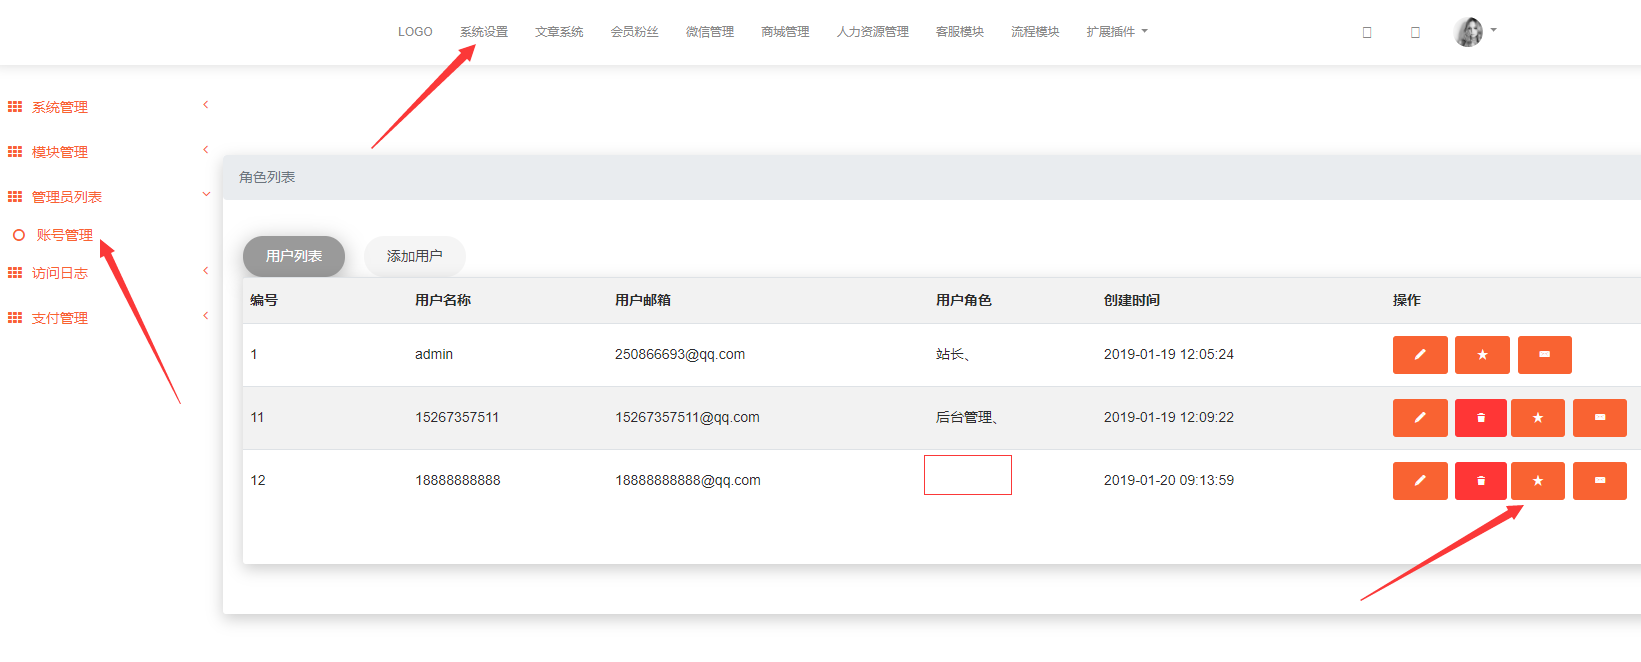 LOGO 系统设置 文章系统 会员粉丝 微信管理 商城管理 人力资源管理 客服模块 流程模块 扩展插件
系统管理
模块管理
管理员列表
账号管理
访问日志
支付管理
角色列表
用户列表 添加用户
编号 用户名称 用户邮箱 用户角色 创建时间 操作
1 admin 250866693@qq.com 站长、 2019-01-19 12:05:24
11 15267357511 15267357511@qq.com 后台管理、 2019-01-19 12:09:22
12 18888888888 18888888888@qq.com 2019-01-20 09:13:59